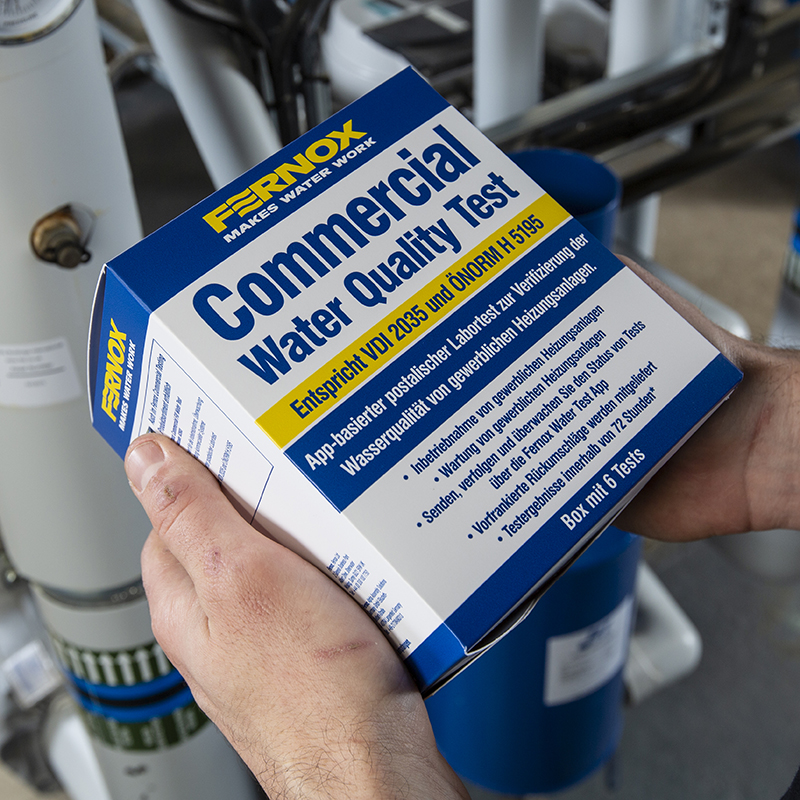 FERNOX
MAKES WATER WORK
Commercial
Water Quality Test
Entspricht VDI 2035 und ÖNORM H 5195
App-basierter postalischer Labortest zur Verifizierung der
Wasserqualität von gewerblichen Heizungsanlagen.
• Inbetriebnahme von gewerblichen Heizungsanlagen
• Wartung von gewerblichen Heizungsanlagen
• Senden, verfolgen und überwachen Sie den Status von Tests
über die Fernox Water Test App
• Vorfrankierte Rückumschläge werden mitgeliefert
• Testergebnisse innerhalb von 72 Stunden*
Box mit 6 Tests
FERNOX
MAKES WATER WORK